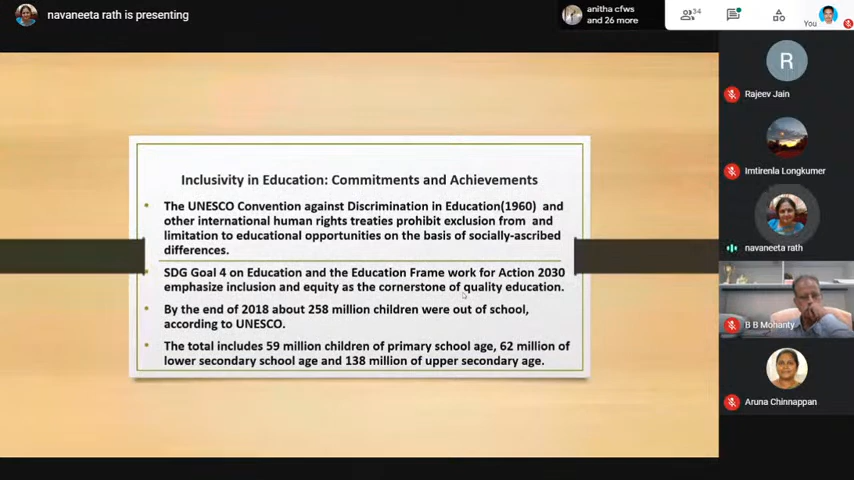 navaneeta rath is presenting
anitha cfws
and 26 more
34
You
Rajeev Jain
Imtirenla Longkumer
navaneeta rath
B B Mohanty
Aruna Chinnappan
Inclusivity in Education: Commitments and Achievements
• The UNESCO Convention against Discrimination in Education(1960) and
other international human rights treaties prohibit exclusion from and
limitation to educational opportunities on the basis of socially-ascribed
differences.
• SDG Goal 4 on Education and the Education Frame work for Action 2030
emphasize inclusion and equity as the cornerstone of quality education.
• By the end of 2018 about 258 million children were out of school,
according to UNESCO.
• The total includes 59 million children of primary school age, 62 million of
lower secondary school age and 138 million of upper secondary age.
R